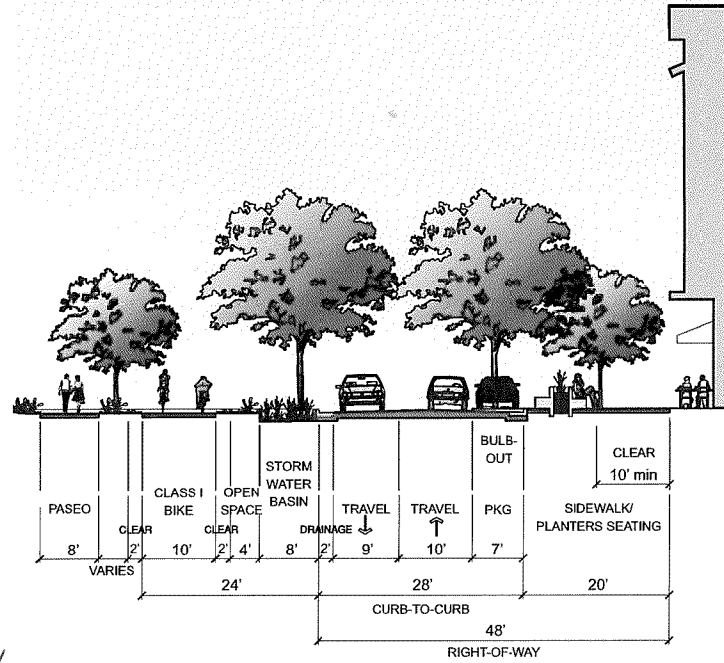 BULB-
OUT
CLEAR
10' min
STORM
WATER
BASIN
CLASS I
BIKE
OPEN
SPACE
PASEO
TRAVEL
TRAVEL
PKG
SIDEWALK/
PLANTERS SEATING
CLEAR
CLEAR
DRAINAGE
8'
2'
10'
2'
4'
8'
2'
9'
10'
7'
VARIES
24'
28'
20'
CURB-TO-CURB
48'
RIGHT-OF-WAY